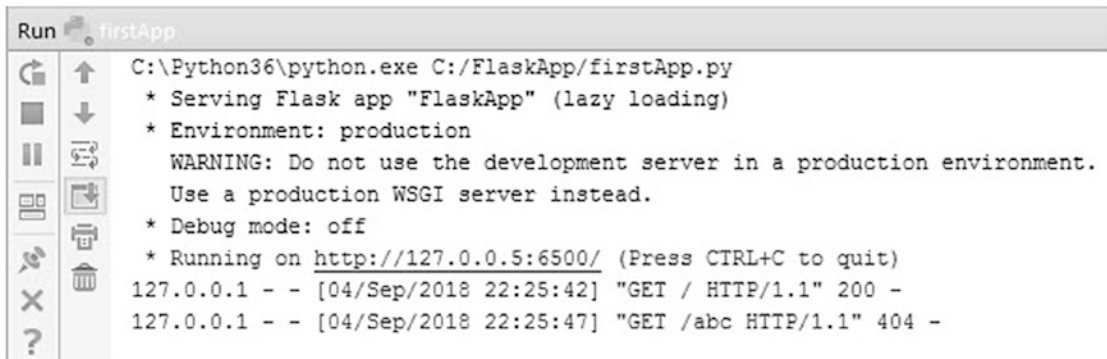 Run firstApp
C:\Python36\python.exe C:/FlaskApp/firstApp.py
* Serving Flask app "FlaskApp" (lazy loading)
* Environment: production
WARNING: Do not use the development server in a production environment.
Use a production WSGI server instead.
* Debug mode: off
* Running on http://127.0.0.5:6500/ (Press CTRL+C to quit)
127.0.0.1 - - [04/Sep/2018 22:25:42] "GET / HTTP/1.1" 200 -
127.0.0.1 - - [04/Sep/2018 22:25:47] "GET /abc HTTP/1.1" 404 -
?